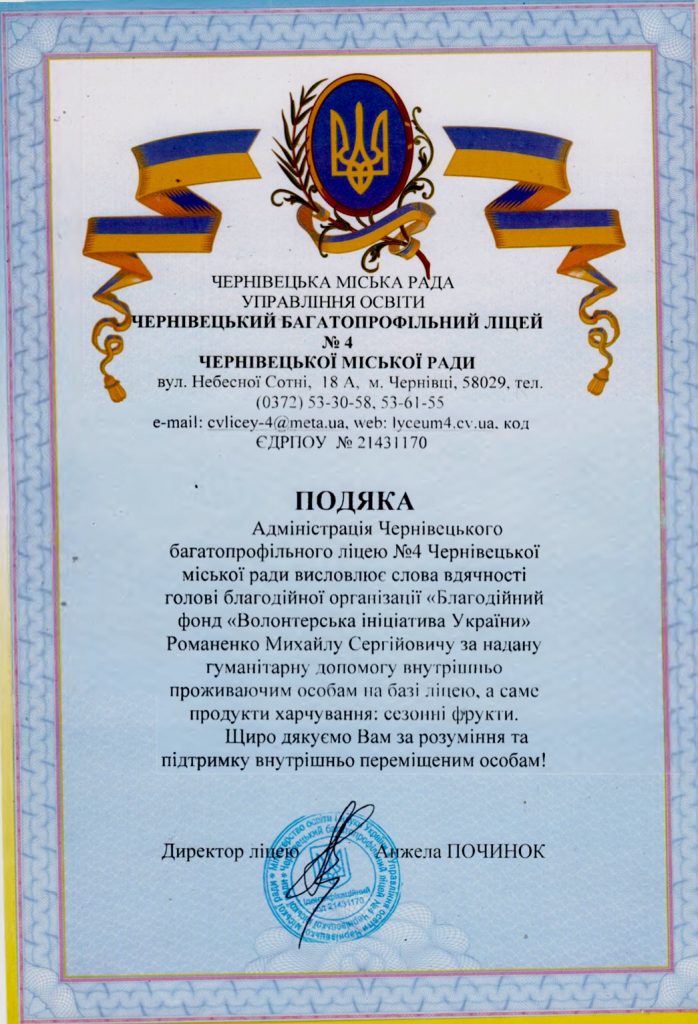 ЧЕРНІВЕЦЬКА МІСЬКА РАДА
УПРАВЛІННЯ ОСВІТИ
ЧЕРНІВЕЦЬКИЙ БАГАТОПРОФІЛЬНИЙ ЛІЦЕЙ
№ 4
ЧЕРНІВЕЦЬКОЇ МІСЬКОЇ РАДИ
вул. Небесної Сотні, 18 А, м. Чернівці, 58029, тел.
(0372) 53-30-58, 53-61-55
e-mail: cvlicey-4@meta.ua, web: lyceum4.cv.ua, код
ЄДРПОУ № 21431170
ПОДЯКА
Адміністрація Чернівецького
багатопрофільного ліцею №4 Чернівецької
міської ради висловлює слова вдячності
голові благодійної організації «Благодійний
фонд «Волонтерська ініціатива України»
Романенко Михайлу Сергійовичу за надану
гуманітарну допомогу внутрішньо
проживаючим особам на базі ліцею, а саме
продукти харчування: сезонні фрукти.
Щиро дякуємо Вам за розуміння та
підтримку внутрішньо переміщеним особам!
Директор ліцею Анжела ПОЧИНОК
Ідентифікаційний
код 21431170